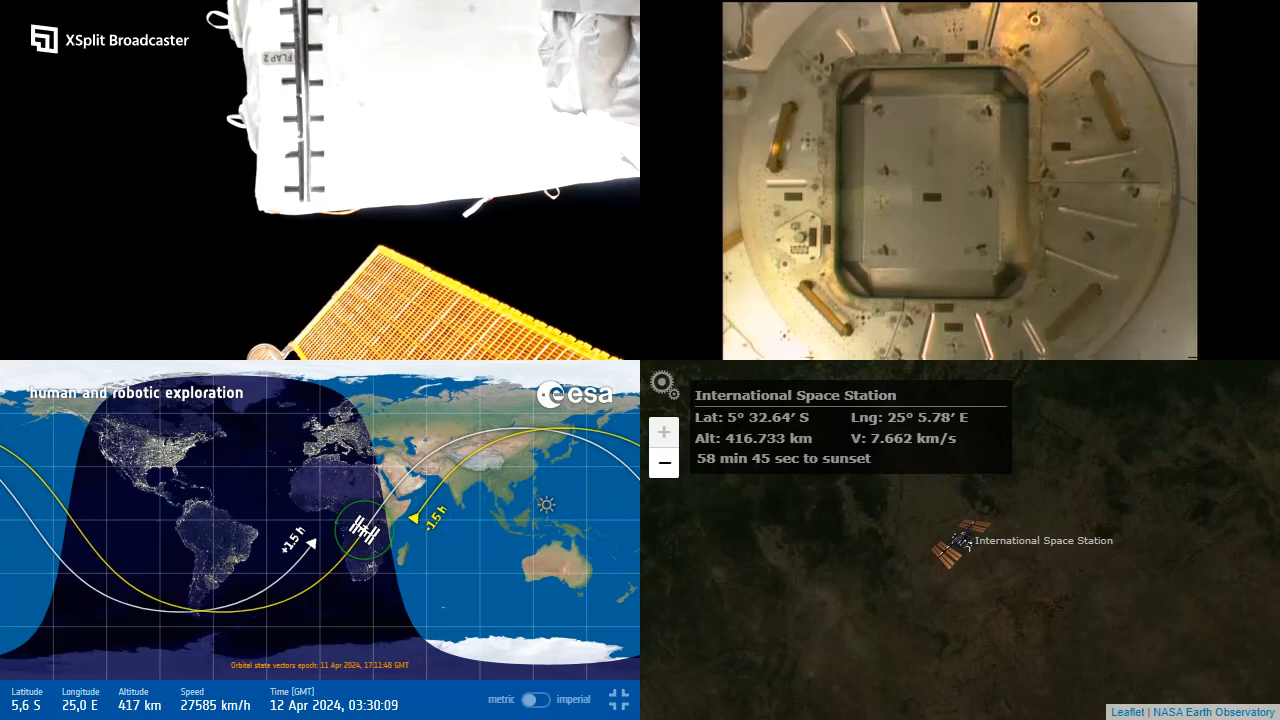 XSplit Broadcaster
FLAP 2
human and robotic exploration
esa
+1.5 h
-1.5 h
Orbital state vectors epoch: 11 Apr 2024, 17:11:48 GMT
Latitude
5,6 S
Longitude
25,0 E
Altitude
417 km
Speed
27585 km/h
Time [GMT]
12 Apr 2024, 03:30:09
metric
imperial
International Space Station
Lat: 5° 32.64′ S
Lng: 25° 5.78′ E
Alt: 416.733 km
V: 7.662 km/s
58 min 45 sec to sunset
+
−
International Space Station
Leaflet | NASA Earth Observatory